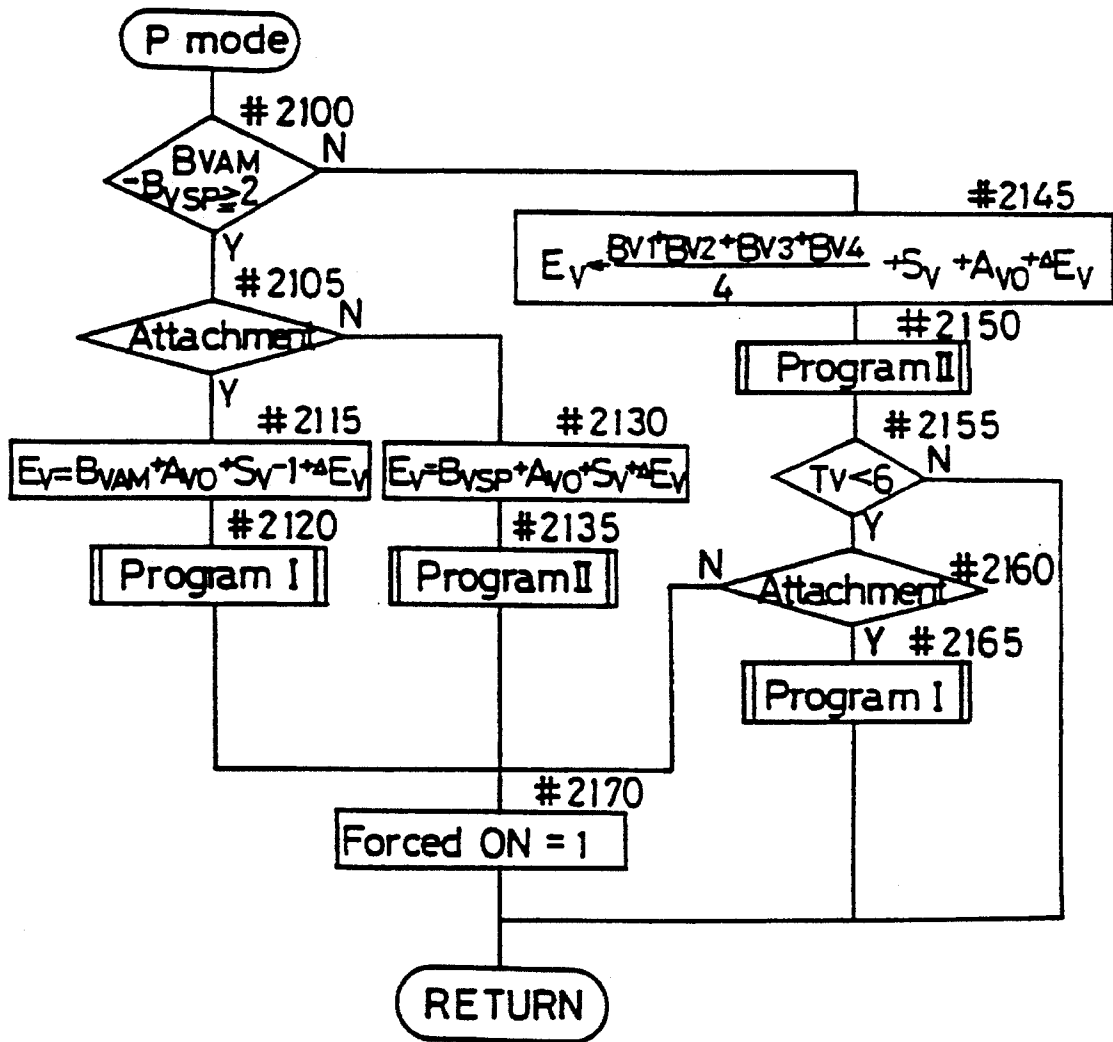 P mode
#2100
BVAM
-BVSP≧2
N
Y
#2105
Attachment
N
Y
#2115
EV=BVAM+AVO+SV-1+ΔEV
#2120
Program I
#2130
EV=BVSP+AVO+SV+ΔEV
#2135
Program II
#2145
EV←BV1+BV2+BV3+BV4/4 +SV+AVO+ΔEV
#2150
Program II
#2155
TV<6
N
Y
#2160
Attachment
N
Y
#2165
Program I
#2170
Forced ON = 1
RETURN